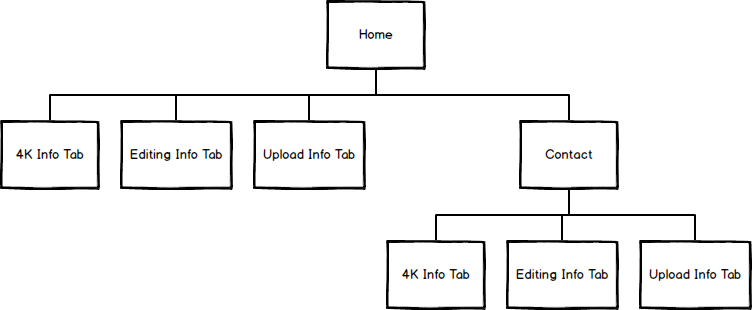 Home
4K Info Tab
Editing Info Tab
Upload Info Tab
Contact
4K Info Tab
Editing Info Tab
Upload Info Tab